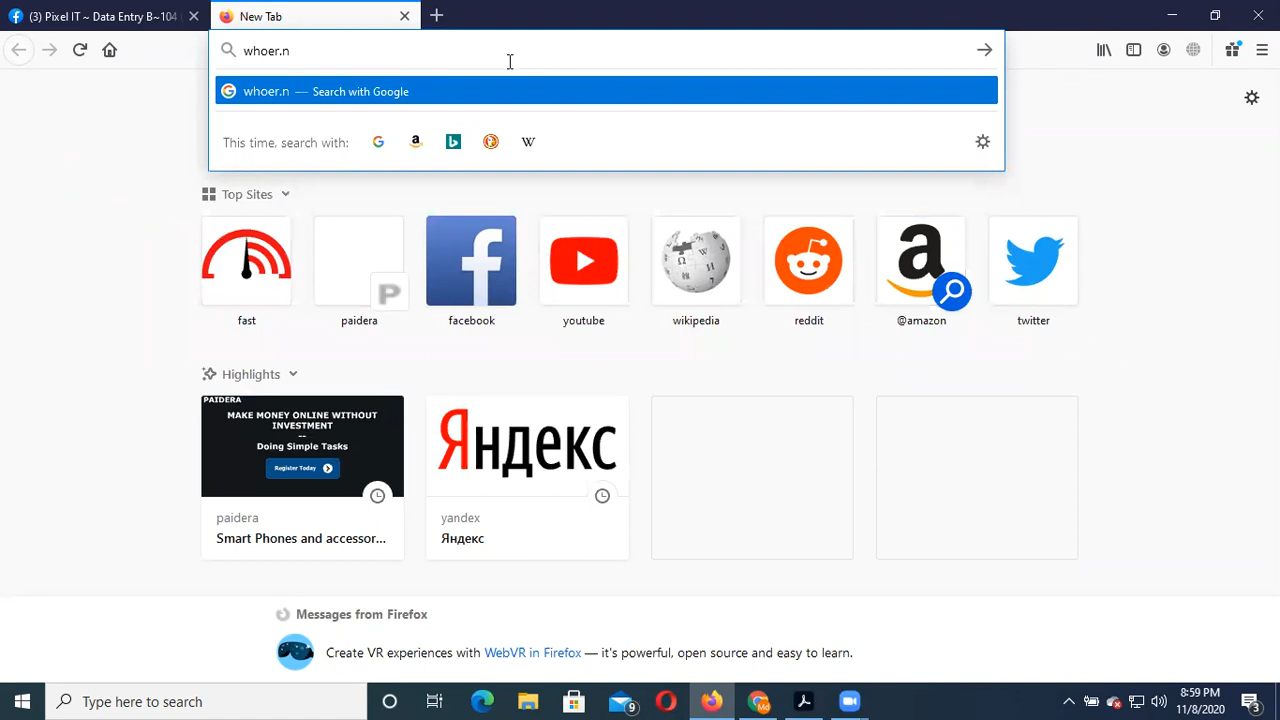 (3) Pixel IT ~ Data Entry B~104
New Tab
whoer.n
whoer.n — Search with Google
This time, search with:
Top Sites
fast
paidera
facebook
youtube
wikipedia
reddit
@amazon
twitter
Highlights
PAIDERA
MAKE MONEY ONLINE WITHOUT
INVESTMENT
--
Doing Simple Tasks
Register Today
Яндекс
paidera
Smart Phones and accessor...
yandex
Яндекс
Messages from Firefox
Create VR experiences with WebVR in Firefox — it's powerful, open source and easy to learn.
Type here to search
9
Md
8:59 PM
11/8/2020
3